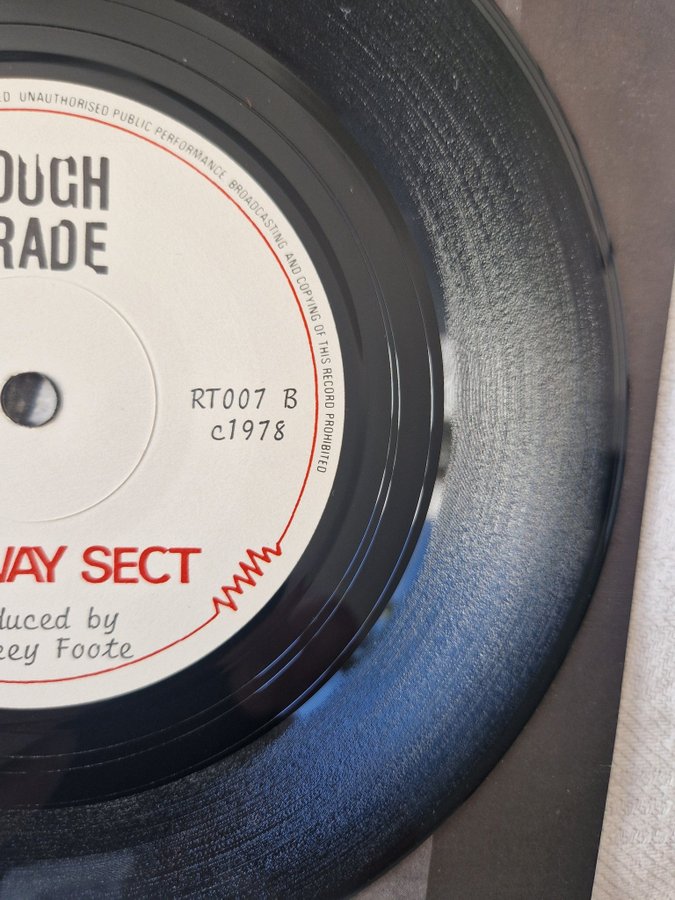 D UNAUTHORISED PUBLIC PERFORMANCE BROADCASTING AND COPYING OF THIS RECORD PROHIBITED
OUGH
RADE
RT007 B
c1978
WAY SECT
duced by
eey Foote